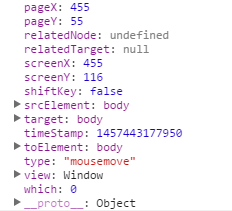 pageX: 455
pageY: 55
relatedNode: undefined
relatedTarget: null
screenX: 455
screenY: 116
shiftKey: false
srcElement: body
target: body
timeStamp: 1457443177950
toElement: body
type: "mousemove"
view: Window
which: 0
__proto__: Object